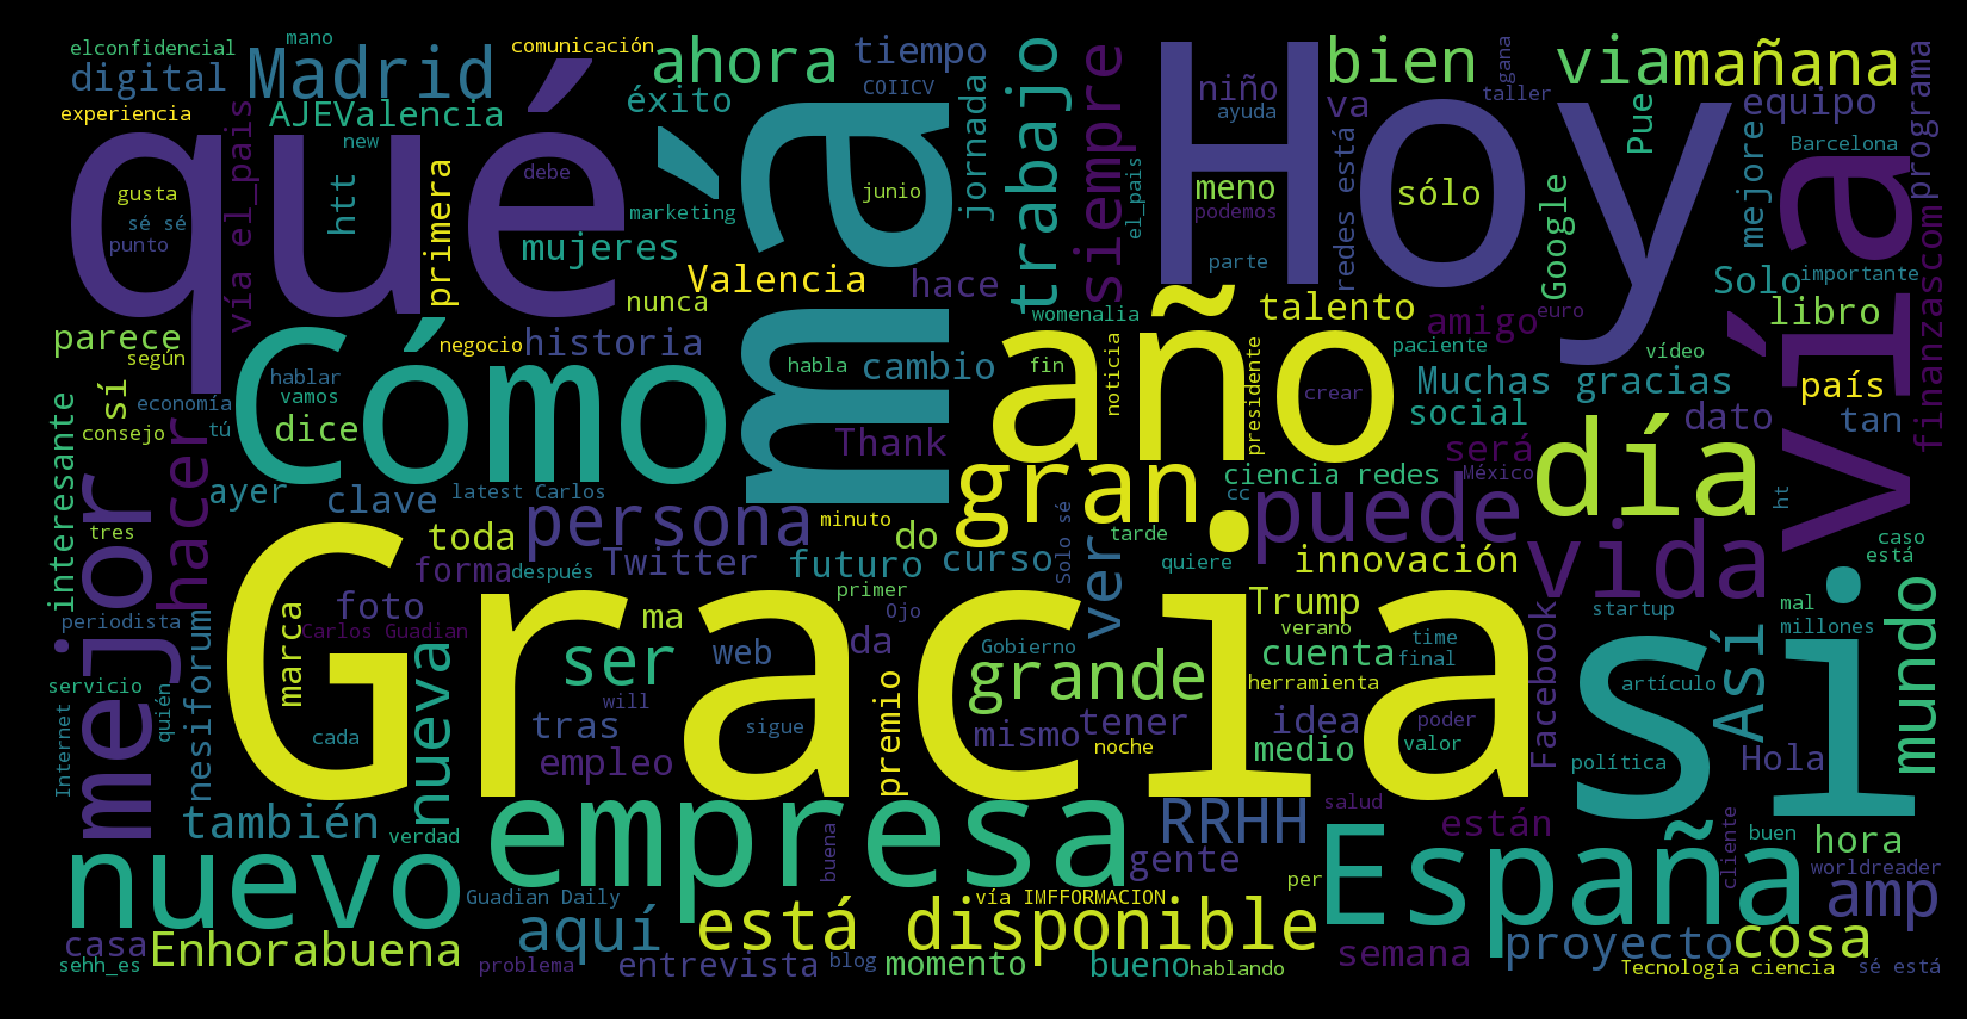 elconfidencial
mano
comunicación
digital
Madrid
ahora
tiempo
bien
via
mañana
experiencia
AJEValencia
éxito
COIICV
jornada
trabajo
siempre
Hoy
niño
va
taller
gana
Pue
equipo
programa
vía el_pais
new
htt
qué
debe
primera
gusta
sé sé
punto
marketing
mujeres
Valencia
nunca
más
junio
hace
el_pais
ayuda
meno
podemos
parte
redes está
sólo
Google
mejore
Barcelona
Solo
importante
vía
finanzascom
parece
según
Cómo
negocio
historia
habla
cambio
womenalia
fin
año
noticia
talento
presidente
crear
amigo
euro
paciente
vídeo
libro
Muchas gracias
país
interesante
sí
economía
consejo
tú
hacer
hablar
vamos
dice
Thank
social
será
dato
tan
ayer
clave
latest Carlos
gran
ciencia redes
cc
México
día
ht
mejor
tres
toda
persona
minuto
do
tarde
puede
vida
caso
está
forma
después
Twitter
futuro
curso
Solo sé
ver
quiere
innovación
periodista
nesiforum
foto
marca
Carlos Guadian
ma
primer
Ojo
da
Gracias
Trump
verano
time
final
Facebook
startup
mal
millones
mundo
servicio
Internet
quién
cada
nueva
ser
web
will
tras
sigue
premio
Gobierno
grande
mismo
tener
noche
cuenta
herramienta
idea
medio
poder
valor
artículo
política
Así
Hola
si
empleo
también
verdad
nuevo
empresa
buena
RRHH
gente
salud
están
España
cliente
buen
hora
worldreader
amp
Guadian Daily
vía IMFFORMACION
per
casa
Enhorabuena
sehh_es
problema
aquí
está disponible
entrevista
blog
momento
bueno
hablando
semana
proyecto
cosa
Tecnología ciencia
sé está